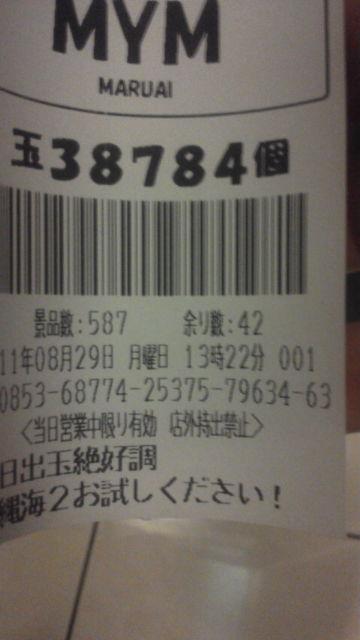 MYM
MARUAI
玉38784個
景品数:587 余り数:42
11年08月29日 月曜日 13時22分 001
0853-68774-25375-79634-63
〈当日営業中限り有効 店外持出禁止〉
日出玉絶好調
縄海2お試しください!